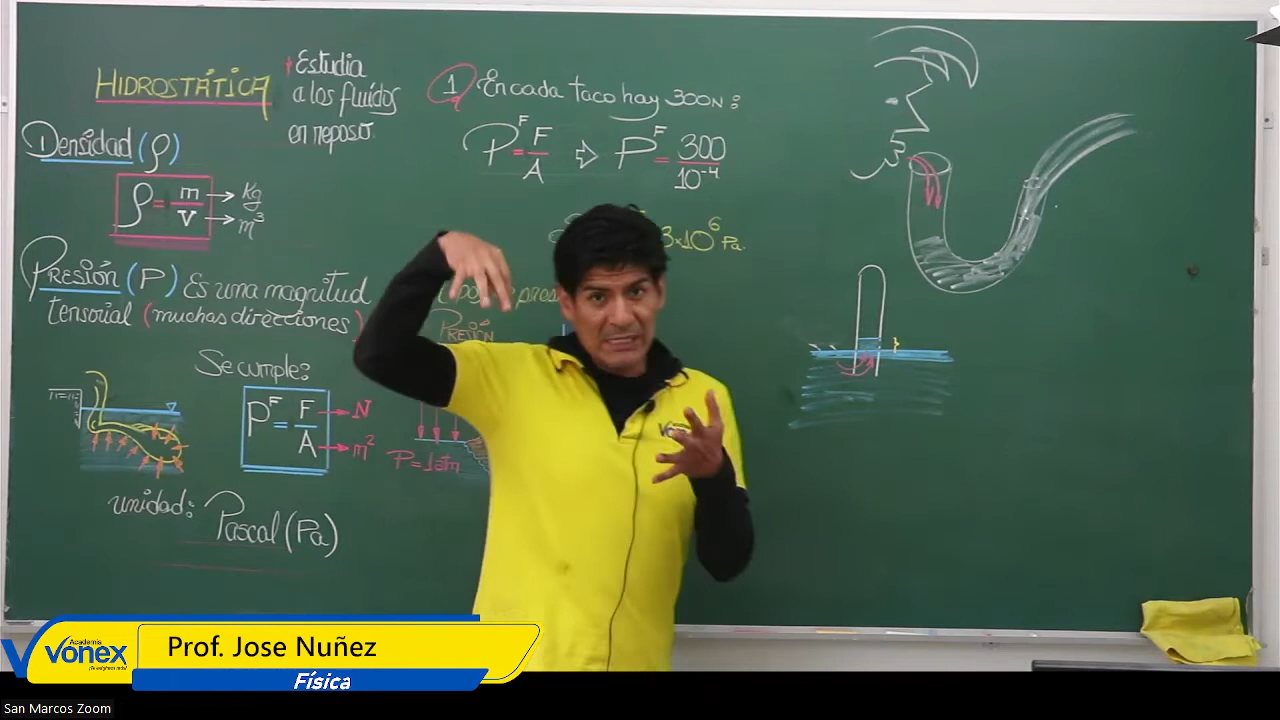 HIDROSTÁTICA
* Estudia
a los fluídos
en reposo.
Densidad (ρ)
ρ = m/V
Kg
m³
PRESIÓN (P) Es una magnitud
tensorial (muchas direcciones)
Se cumple:
P = F/A
N
m²
unidad: Pascal (Pa)
1 En cada taco hay 300N:
P = F/A ⇨ P = 300/10⁻⁴
3×10⁶ Pa.
PRESIÓN
P = 1atm
Academia
vonex
Prof. Jose Nuñez
Física
San Marcos Zoom